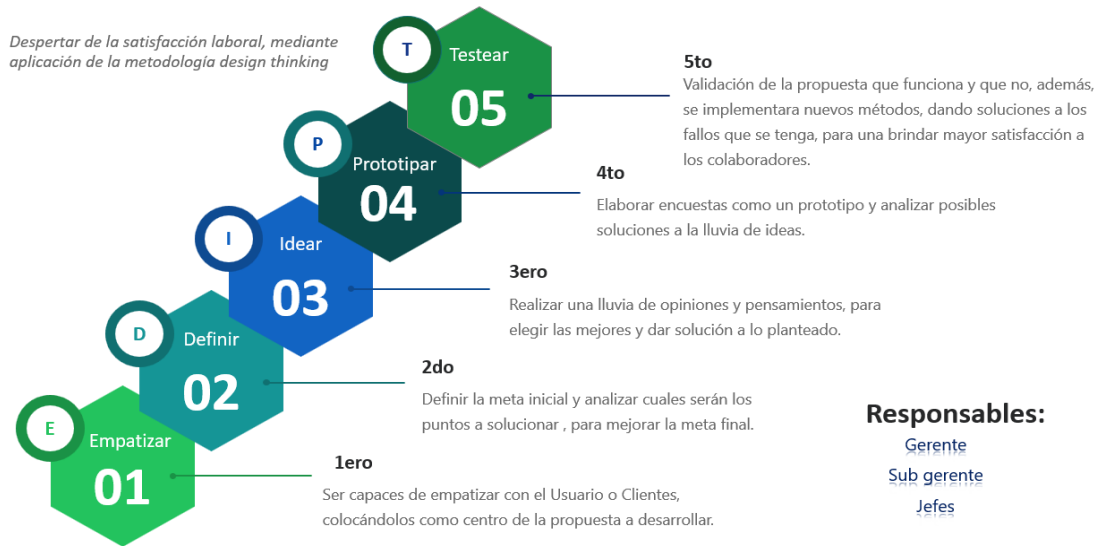 Despertar de la satisfacción laboral, mediante
aplicación de la metodología design thinking
T
Testear
05
5to
Validación de la propuesta que funciona y que no, además,
se implementara nuevos métodos, dando soluciones a los
fallos que se tenga, para una brindar mayor satisfacción a
los colaboradores.
P
Prototipar
04
4to
Elaborar encuestas como un prototipo y analizar posibles
soluciones a la lluvia de ideas.
I
Idear
03
3ero
Realizar una lluvia de opiniones y pensamientos, para
elegir las mejores y dar solución a lo planteado.
D
Definir
02
2do
Definir la meta inicial y analizar cuales serán los
puntos a solucionar , para mejorar la meta final.
E
Empatizar
01
1ero
Ser capaces de empatizar con el Usuario o Clientes,
colocándolos como centro de la propuesta a desarrollar.
Responsables:
Gerente
Sub gerente
Jefes